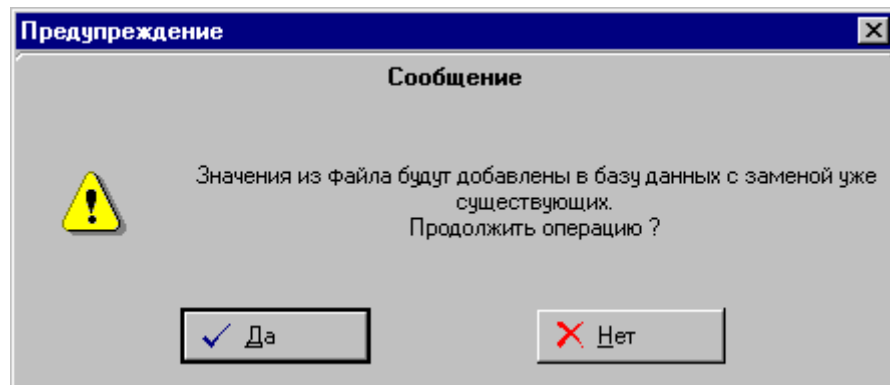 Предупреждение
Сообщение
Значения из файла будут добавлены в базу данных с заменой уже
существующих.
Продолжить операцию ?
Да
Нет